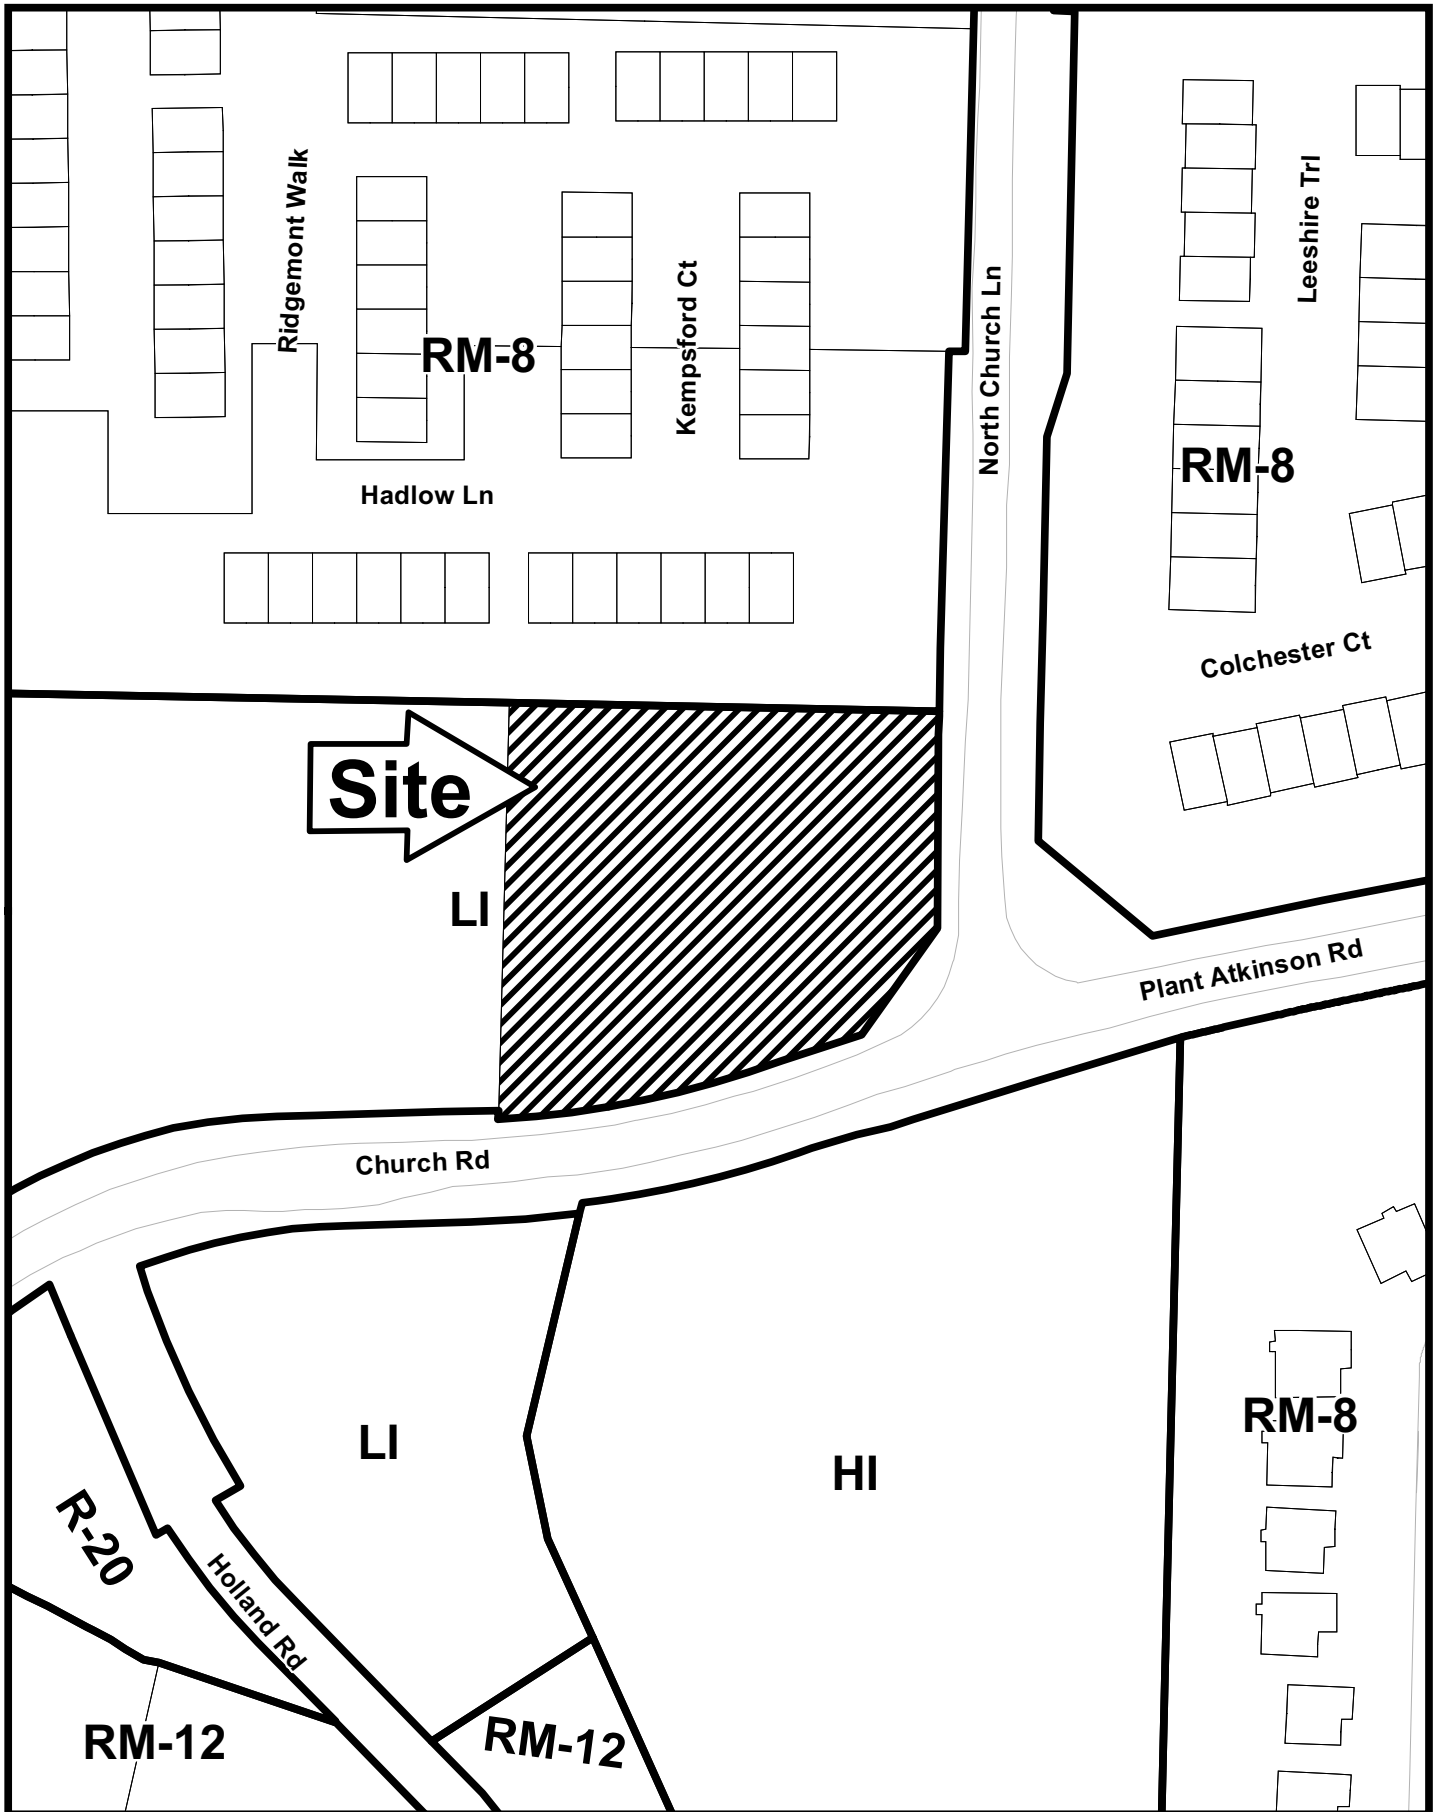 Ridgemont Walk
Leeshire Trl
Kempsford Ct
North Church Ln
RM-8
RM-8
Hadlow Ln
Colchester Ct
Site
LI
Plant Atkinson Rd
Church Rd
RM-8
LI
HI
R-20
Holland Rd
RM-12
RM-12